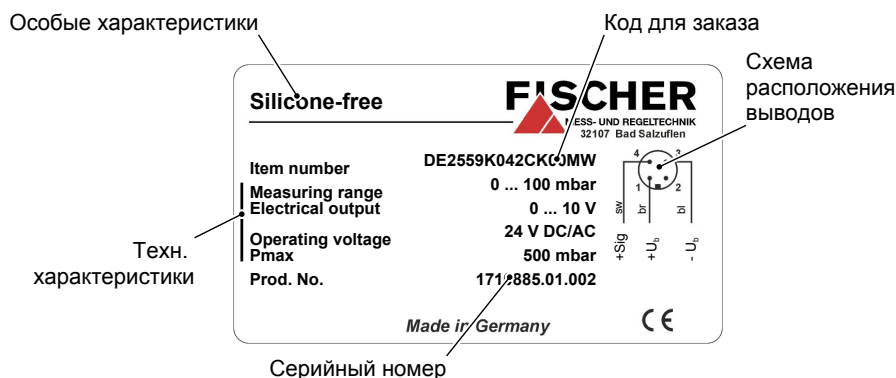 Особые характеристики
Код для заказа
Схема
расположения
выводов
Silicone-free
FISCHER
MESS- UND REGELTECHNIK
32107 Bad Salzuflen
Item number DE2559K042CK00MW
Measuring range 0 ... 100 mbar
Electrical output 0 ... 10 V
Operating voltage 24 V DC/AC
Pmax 500 mbar
Prod. No.
4 3
1 2
sw br bl
+Sig +Ub - Ub
Техн.
характеристики
Made in Germany
CE
Серийный номер